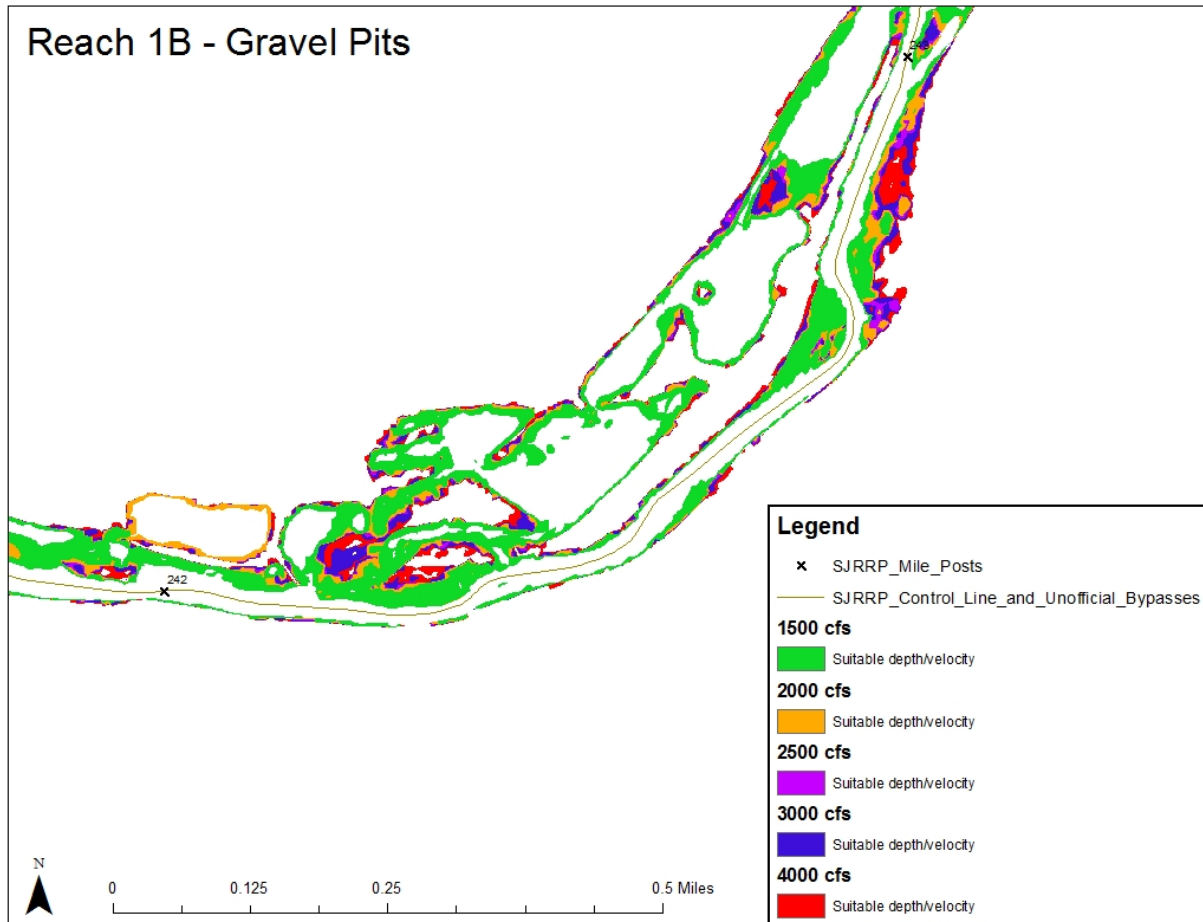 Reach 1B - Gravel Pits
243
242
Legend
SJRRP_Mile_Posts
SJRRP_Control_Line_and_Unofficial_Bypasses
1500 cfs
Suitable depth/velocity
2000 cfs
Suitable depth/velocity
2500 cfs
Suitable depth/velocity
3000 cfs
Suitable depth/velocity
4000 cfs
Suitable depth/velocity
N
0 0.125 0.25 0.5 Miles